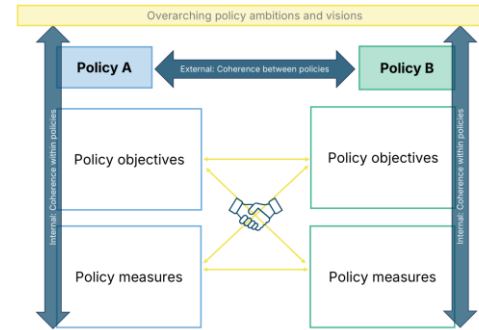 Overarching policy ambitions and visions
Policy A
External: Coherence between policies
Policy B
Internal: Coherence within policies
Policy objectives
Policy objectives
Internal: Coherence within policies
Policy measures
Policy measures